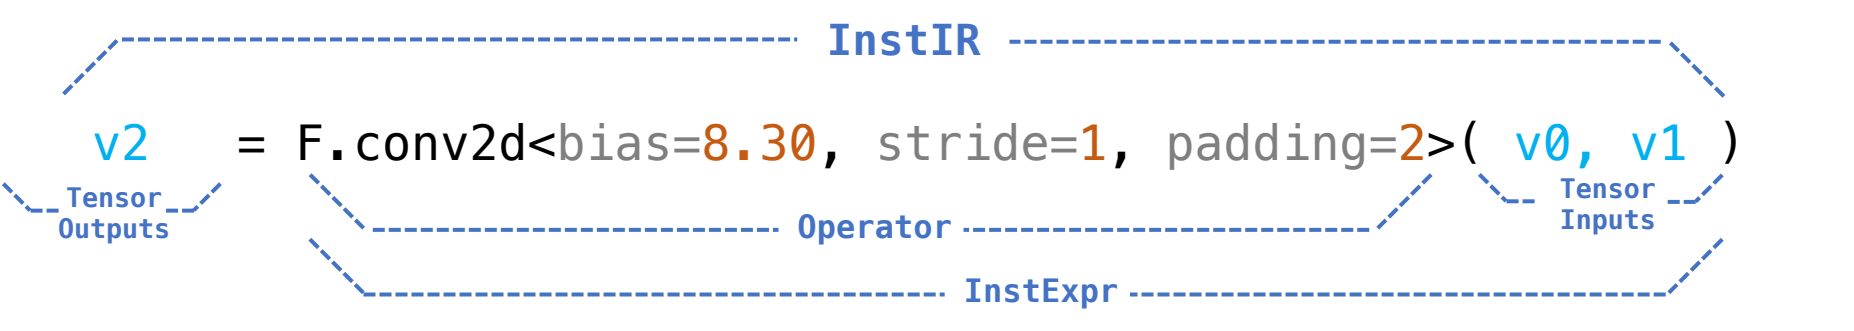 InstIR
v2 = F.conv2d<bias=8.30, stride=1, padding=2>( v0, v1 )
Tensor
Outputs
Operator
Tensor
Inputs
InstExpr